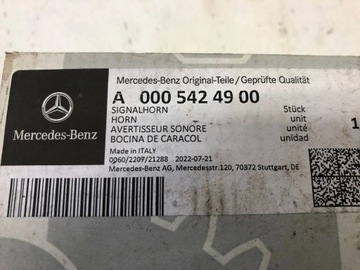 Mercedes-Benz Original-Teile/Geprüfte Qualität
A 000 542 49 00
SIGNALHORN Stück
HORN unit
AVERTISSEUR SONORE unité 1
BOCINA DE CARACOL unidad
Made in ITALY
0060/2209/21288 2022-07-21
Mercedes-Benz AG, Mercedesstr.120, 70372 Stuttgart, DE
Mercedes-Benz